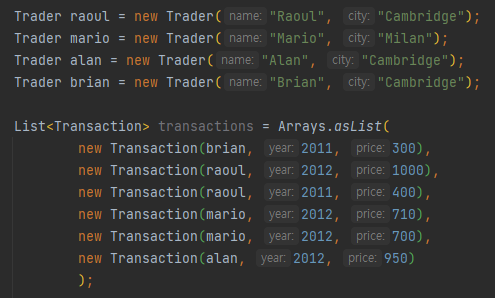 Trader raoul = new Trader( name: "Raoul", city: "Cambridge");
Trader mario = new Trader( name: "Mario", city: "Milan");
Trader alan = new Trader( name: "Alan", city: "Cambridge");
Trader brian = new Trader( name: "Brian", city: "Cambridge");
List<Transaction> transactions = Arrays.asList(
new Transaction(brian, year: 2011, price: 300),
new Transaction(raoul, year: 2012, price: 1000),
new Transaction(raoul, year: 2011, price: 400),
new Transaction(mario, year: 2012, price: 710),
new Transaction(mario, year: 2012, price: 700),
new Transaction(alan, year: 2012, price: 950)
);